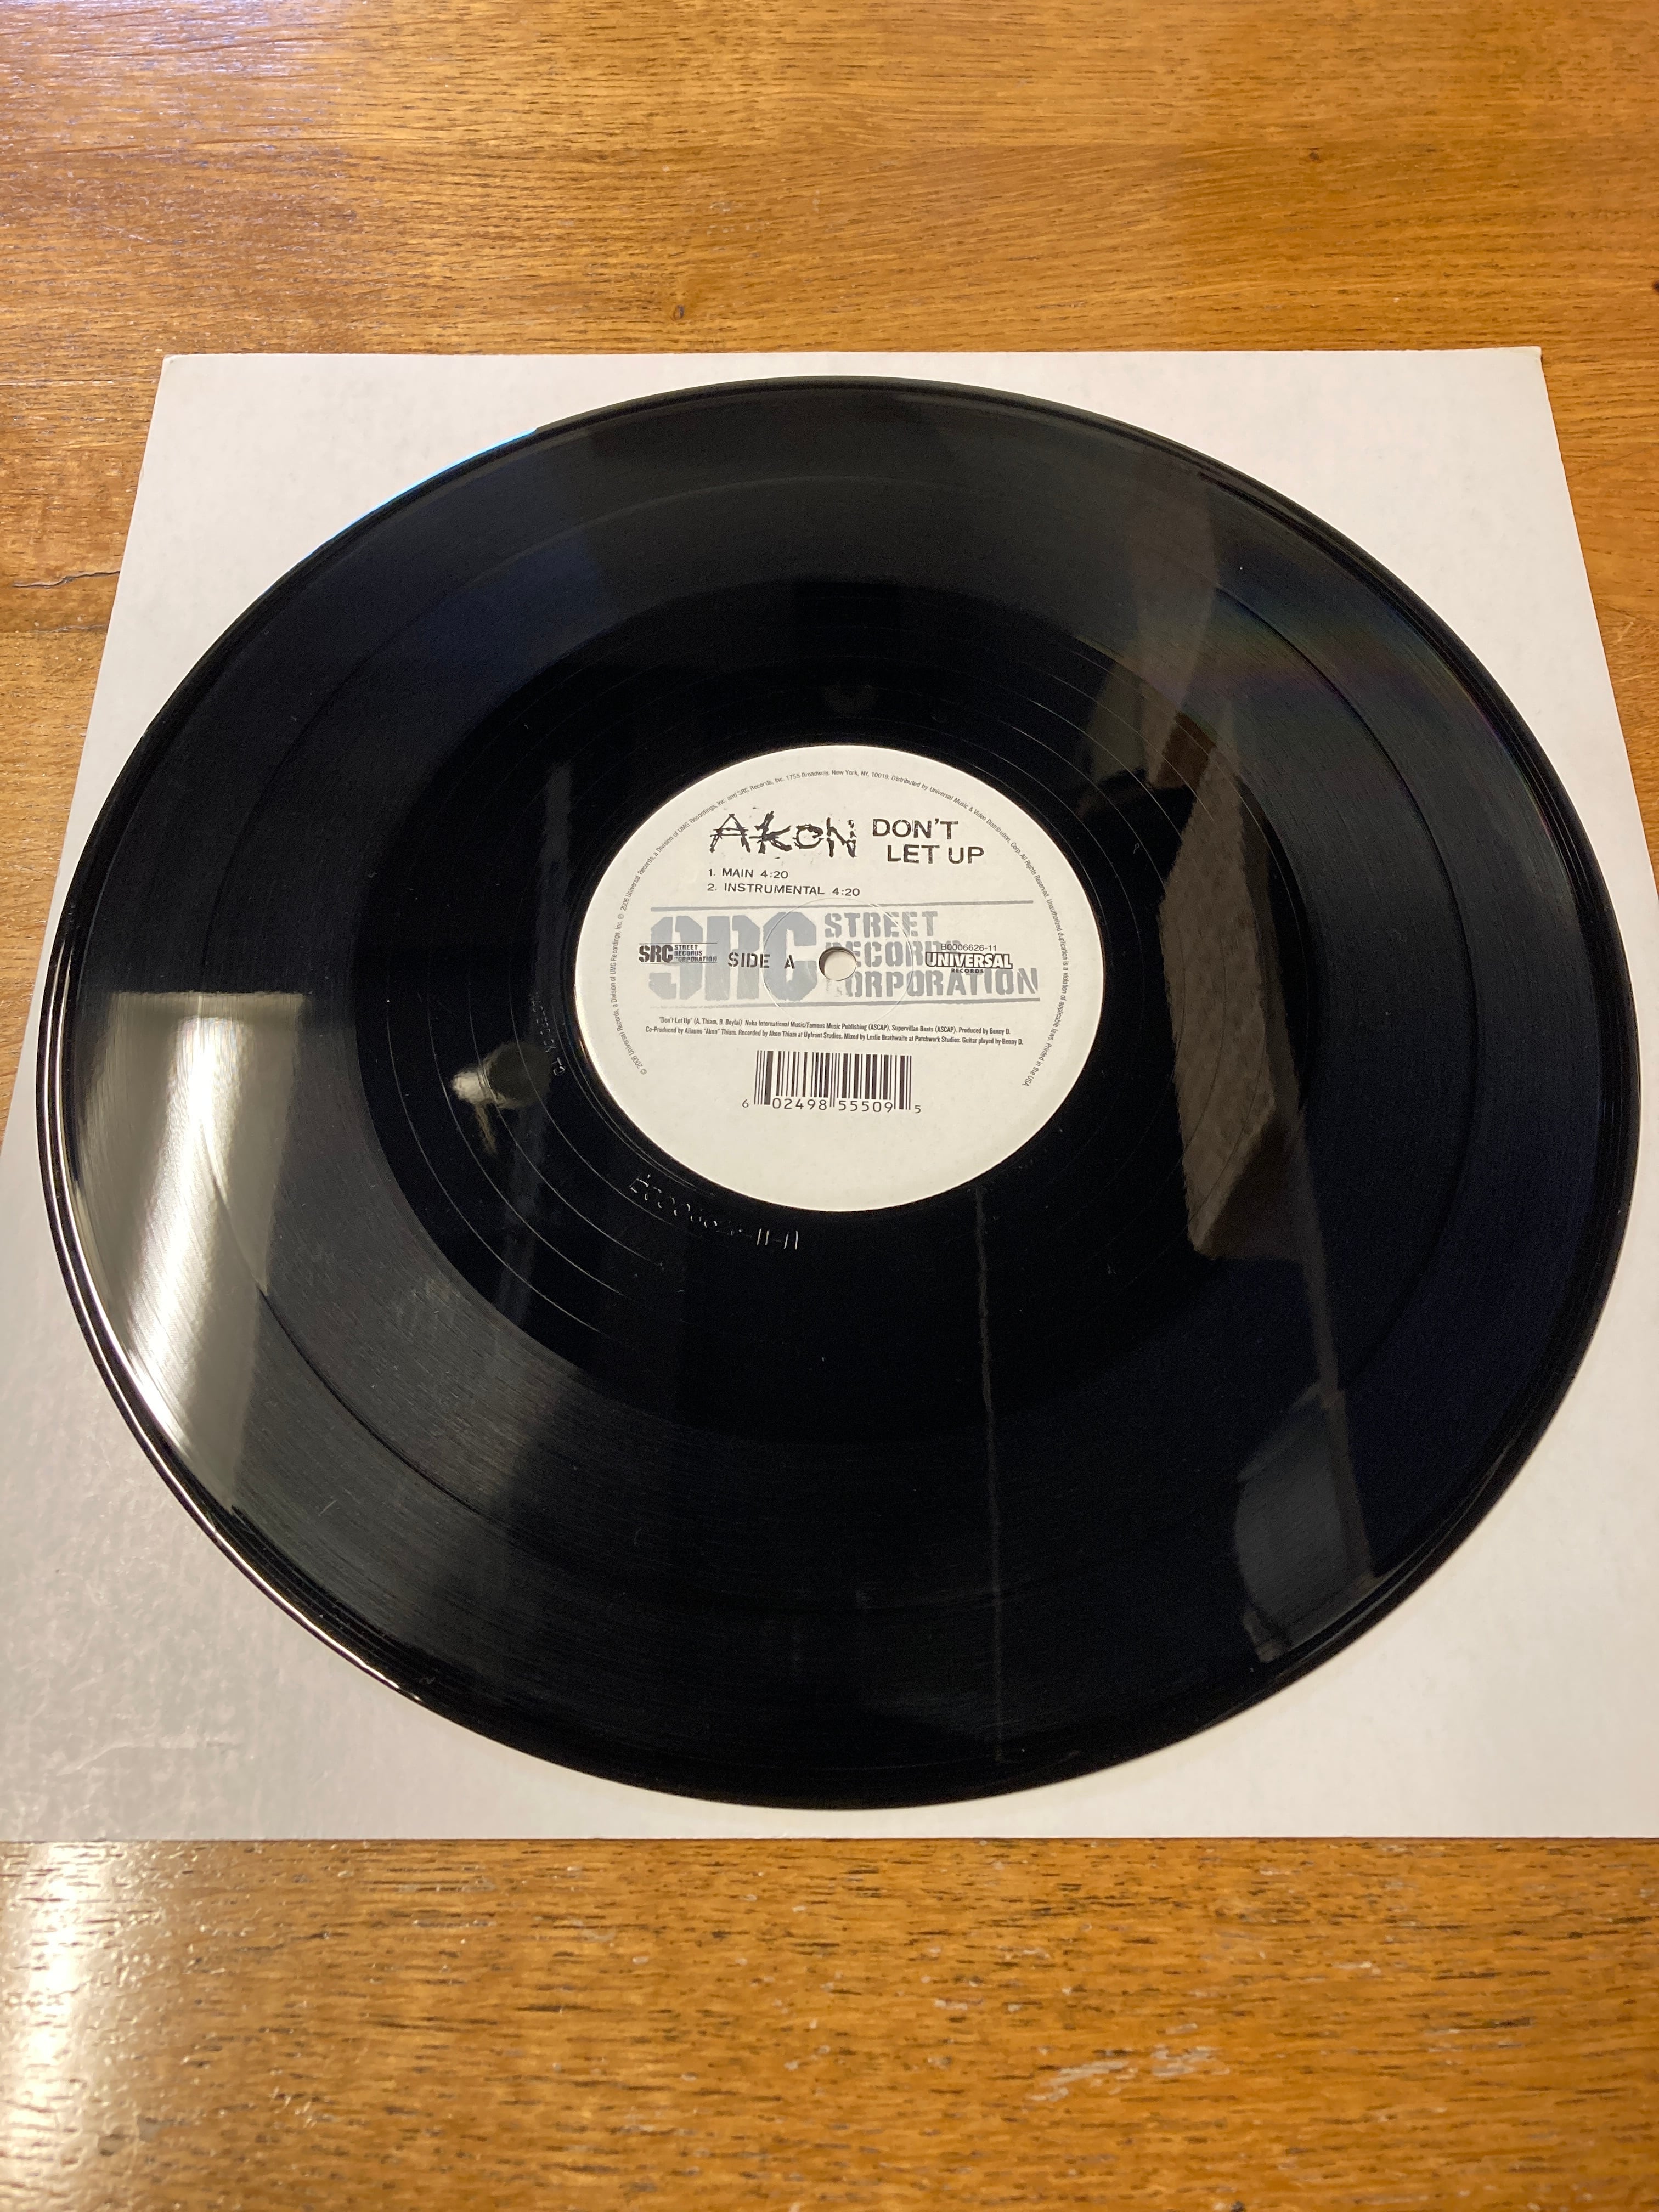 © 2006 Universal Records, a Division of UMG Recordings, Inc. ℗ 2006 Universal Records, a Division of UMG Recordings, Inc. and SRC Records, Inc. 1755 Broadway, New York, NY, 10019. Distributed by Universal Music & Video Distribution, Corp. All Rights Reserved. Unauthorized duplication is a violation of applicable laws. Printed in the USA
AKON DON'T
LET UP
1. MAIN 4:20
2. INSTRUMENTAL 4:20
SRC STREET
RECORDS
CORPORATION
SRC STREET
RECORDS
CORPORATION
SIDE A
B0006626-11
UNIVERSAL
RECORDS
"Don't Let Up" (A. Thiam, B. Beyfai) Noka International Music/Famous Music Publishing (ASCAP), Supervillan Beats (ASCAP). Produced by Benny D.
Co-Produced by Aliaune "Akon" Thiam. Recorded by Akon Thiam at Upfront Studios. Mixed by Leslie Brathwaite at Patchwork Studios. Guitar played by Benny D.
6 02498 55509 5